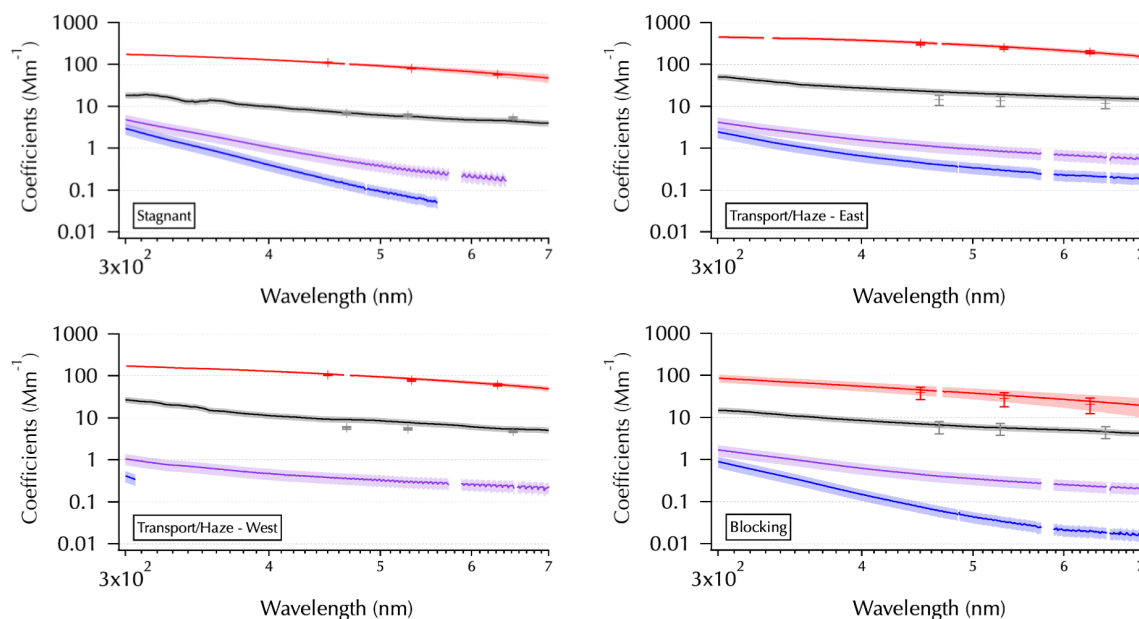 1000
100
10
1
0.1
0.01
Coefficients (Mm⁻¹)
Stagnant
3x10²
4
5
6
7
Wavelength (nm)
1000
100
10
1
0.1
0.01
Coefficients (Mm⁻¹)
Transport/Haze - East
3x10²
4
5
6
7
Wavelength (nm)
1000
100
10
1
0.1
0.01
Coefficients (Mm⁻¹)
Transport/Haze - West
3x10²
4
5
6
7
Wavelength (nm)
1000
100
10
1
0.1
0.01
Coefficients (Mm⁻¹)
Blocking
3x10²
4
5
6
7
Wavelength (nm)